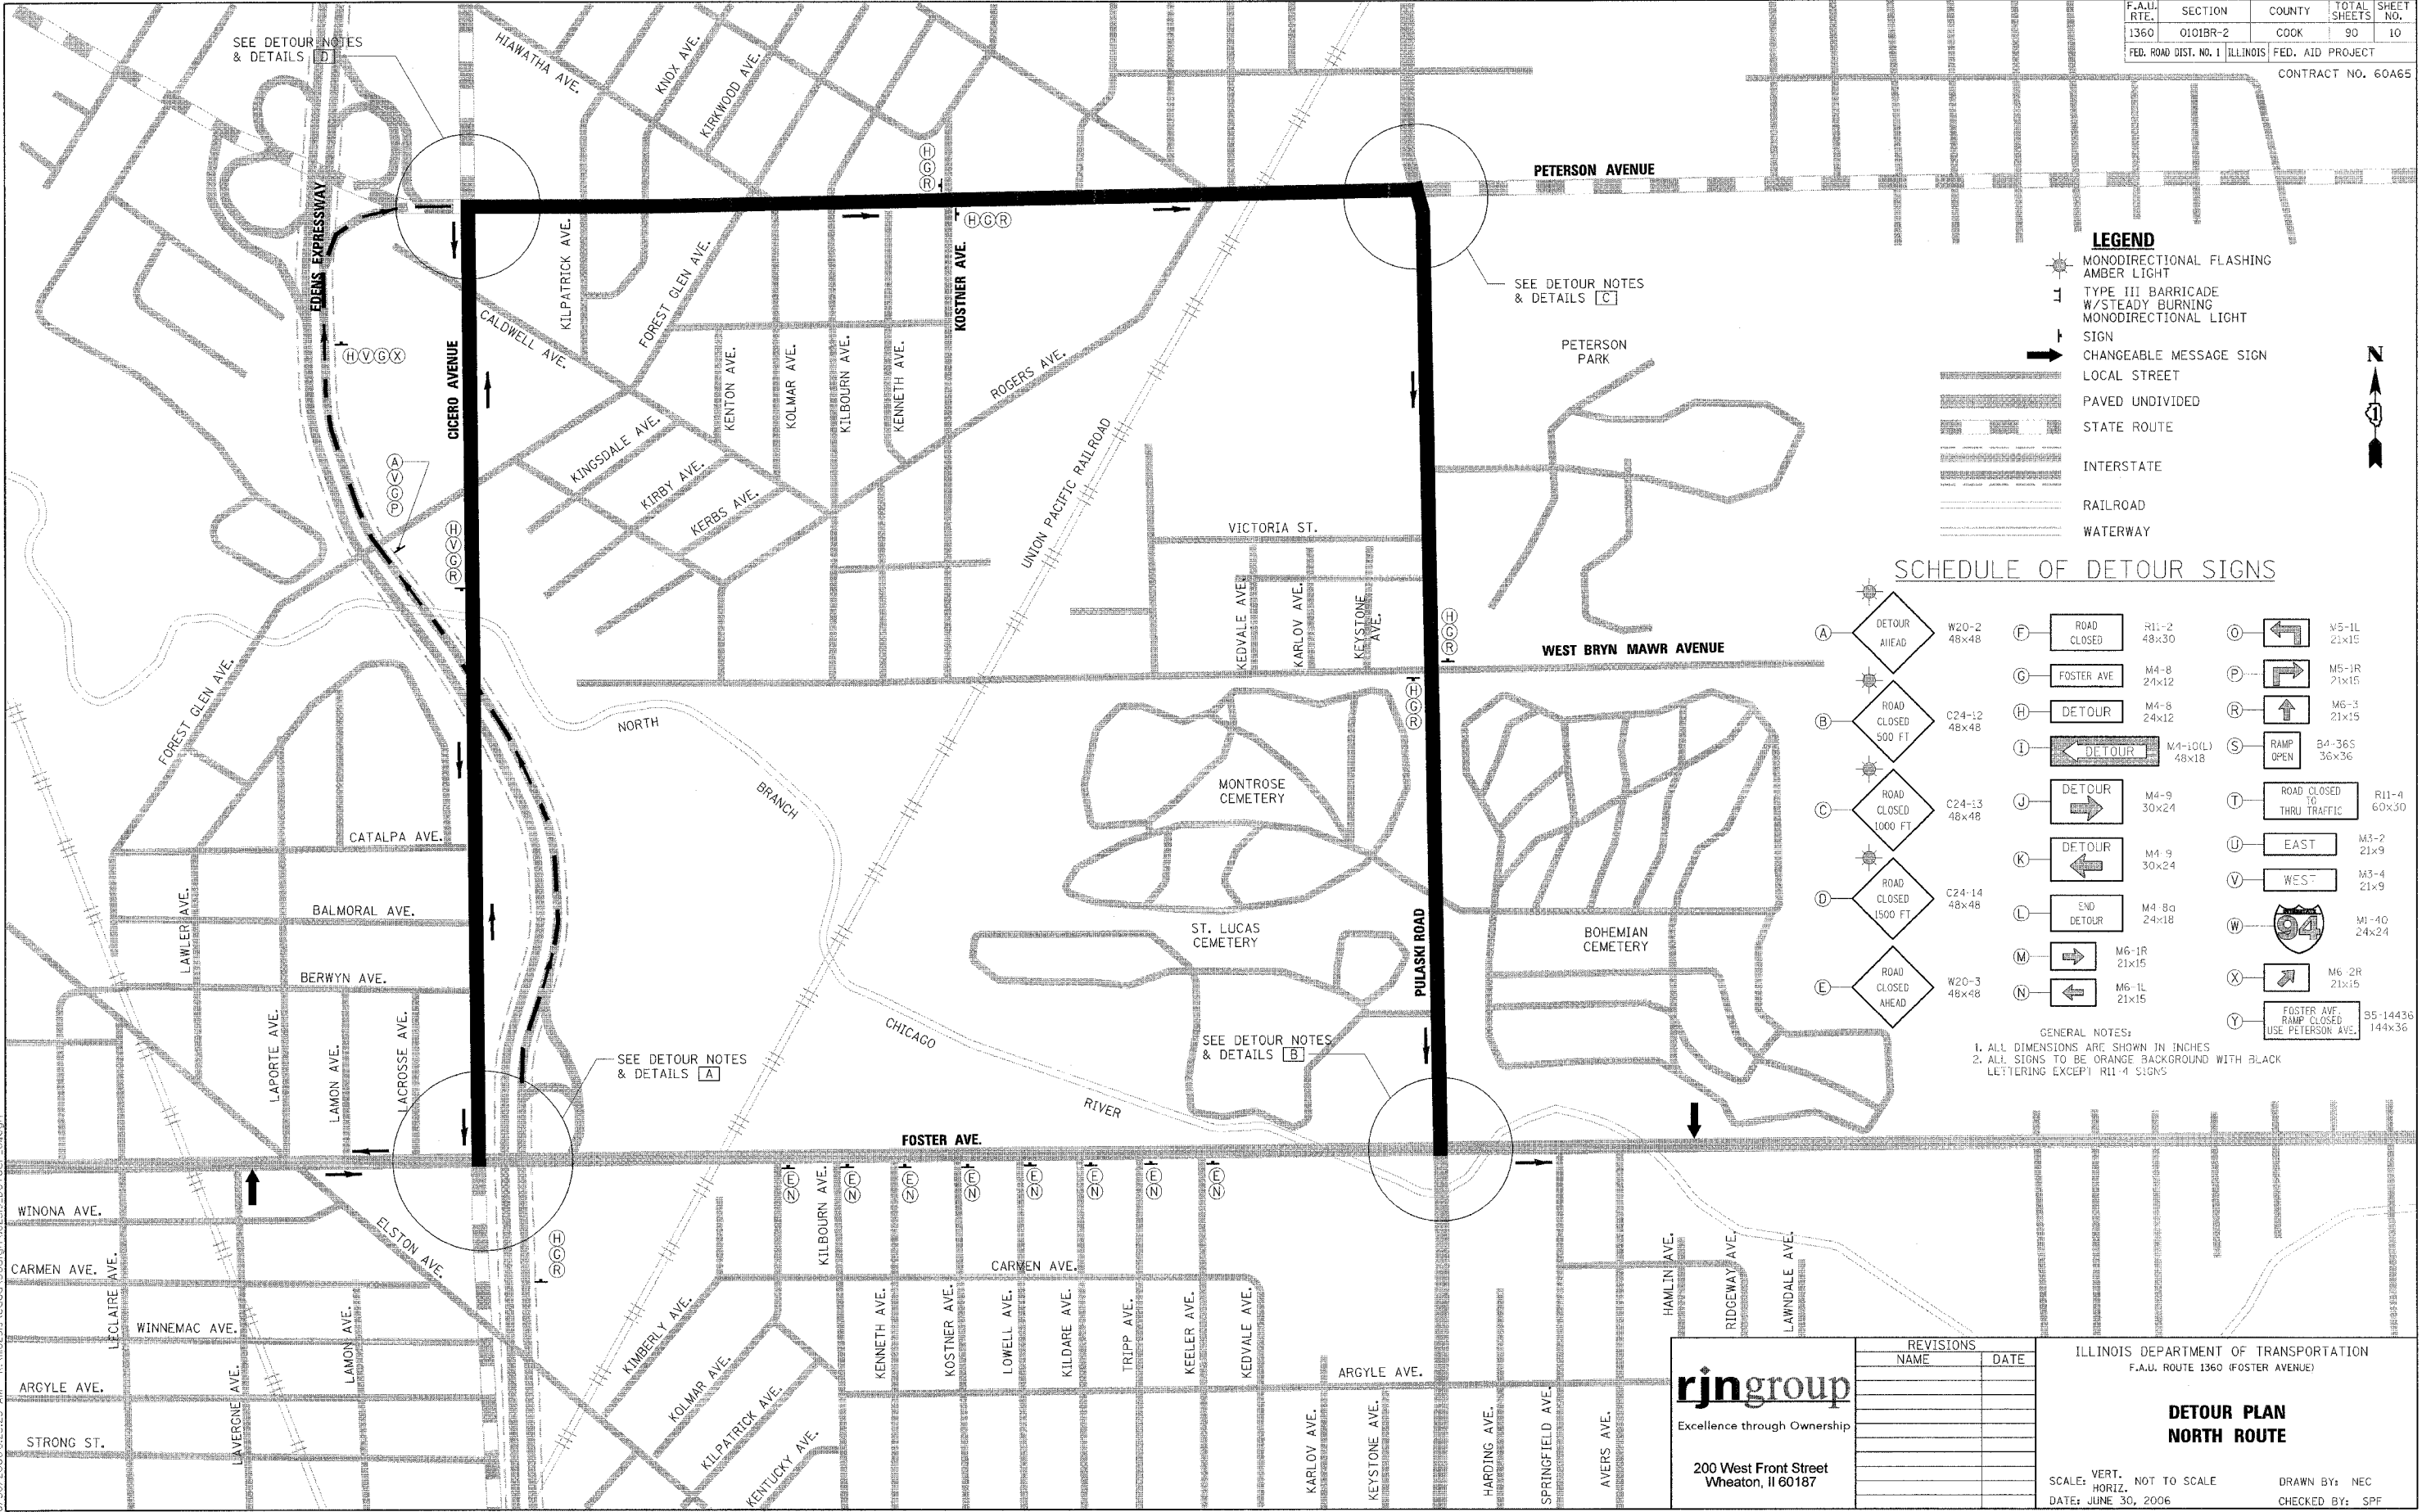 F.A.U. RTE. SECTION COUNTY TOTAL SHEETS SHEET NO.
1360 0101BR-2 COOK 90 10
FED. ROAD DIST. NO. 1 ILLINOIS FED. AID PROJECT
CONTRACT NO. 60A65
SEE DETOUR NOTES
& DETAILS D
HIAWATHA AVE.
KNOX AVE.
KIRKWOOD AVE.
H
G
R
PETERSON AVENUE
EDENS EXPRESSWAY
HGR
KILPATRICK AVE.
FOREST GLEN AVE.
KOSTNER AVE.
SEE DETOUR NOTES
& DETAILS C
CALDWELL AVE.
HVGX
CICERO AVENUE
KENTON AVE.
KOLMAR AVE.
KILBOURN AVE.
KENNETH AVE.
ROGERS AVE.
PETERSON
PARK
KINGSDALE AVE.
KIRBY AVE.
KERBS AVE.
UNION PACIFIC RAILROAD
A
V
G
P
H
V
G
R
VICTORIA ST.
KEDVALE AVE.
KARLOV AVE.
KEYSTONE
AVE.
H
G
R
WEST BRYN MAWR AVENUE
H
G
R
FOREST GLEN AVE.
NORTH
BRANCH
CHICAGO
RIVER
MONTROSE
CEMETERY
CATALPA AVE.
BALMORAL AVE.
LAWLER AVE.
BERWYN AVE.
ST. LUCAS
CEMETERY
BOHEMIAN
CEMETERY
PULASKI ROAD
LAPORTE AVE.
LAMON AVE.
LACROSSE AVE.
SEE DETOUR NOTES
& DETAILS A
SEE DETOUR NOTES
& DETAILS B
FOSTER AVE.
E
N
E
N
E
N
E
N
E
N
E
N
E
N
E
N
WINONA AVE.
ELSTON AVE.
H
G
R
KILBOURN AVE.
CARMEN AVE.
LECLAIRE AVE.
CARMEN AVE.
WINNEMAC AVE.
LAMON AVE.
ARGYLE AVE.
LAVERGNE AVE.
STRONG ST.
KIMBERLY AVE.
KOLMAR AVE.
KILPATRICK AVE.
KENTUCKY AVE.
KENNETH AVE.
KOSTNER AVE.
LOWELL AVE.
KILDARE AVE.
TRIPP AVE.
KEELER AVE.
KEDVALE AVE.
ARGYLE AVE.
KARLOV AVE.
KEYSTONE AVE.
HARDING AVE.
SPRINGFIELD AVE.
AVERS AVE.
HAMLIN AVE.
RIDGEWAY AVE.
LAWNDALE AVE.
LEGEND
MONODIRECTIONAL FLASHING
AMBER LIGHT
TYPE III BARRICADE
W/STEADY BURNING
MONODIRECTIONAL LIGHT
SIGN
CHANGEABLE MESSAGE SIGN
LOCAL STREET
PAVED UNDIVIDED
STATE ROUTE
INTERSTATE
RAILROAD
WATERWAY
N
1
SCHEDULE OF DETOUR SIGNS
A DETOUR AHEAD W20-2 48x48
B ROAD CLOSED 500 FT C24-12 48x48
C ROAD CLOSED 1000 FT C24-13 48x48
D ROAD CLOSED 1500 FT C24-14 48x48
E ROAD CLOSED AHEAD W20-3 48x48
F ROAD CLOSED R11-2 48x30
G FOSTER AVE M4-8 24x12
H DETOUR M4-8 24x12
I DETOUR M4-10(L) 48x18
J DETOUR M4-9 30x24
K DETOUR M4-9 30x24
L END DETOUR M4-8a 24x18
M M6-1R 21x15
N M6-1L 21x15
O M5-1L 21x15
P M5-1R 21x15
R M6-3 21x15
S RAMP OPEN B4-36S 36x36
T ROAD CLOSED TO THRU TRAFFIC R11-4 60x30
U EAST M3-2 21x9
V WEST M3-4 21x9
W 94 M1-40 24x24
X M6-2R 21x15
Y FOSTER AVE. RAMP CLOSED USE PETERSON AVE. 144x36
GENERAL NOTES:
1. ALL DIMENSIONS ARE SHOWN IN INCHES
2. ALL SIGNS TO BE ORANGE BACKGROUND WITH BLACK
LETTERING EXCEPT R11-4 SIGNS
rjngroup
Excellence through Ownership
200 West Front Street
Wheaton, Il 60187
REVISIONS
NAME DATE
ILLINOIS DEPARTMENT OF TRANSPORTATION
F.A.U. ROUTE 1360 (FOSTER AVENUE)
DETOUR PLAN
NORTH ROUTE
SCALE: VERT. HORIZ. NOT TO SCALE
DATE: JUNE 30, 2006
DRAWN BY: NEC
CHECKED BY: SPF